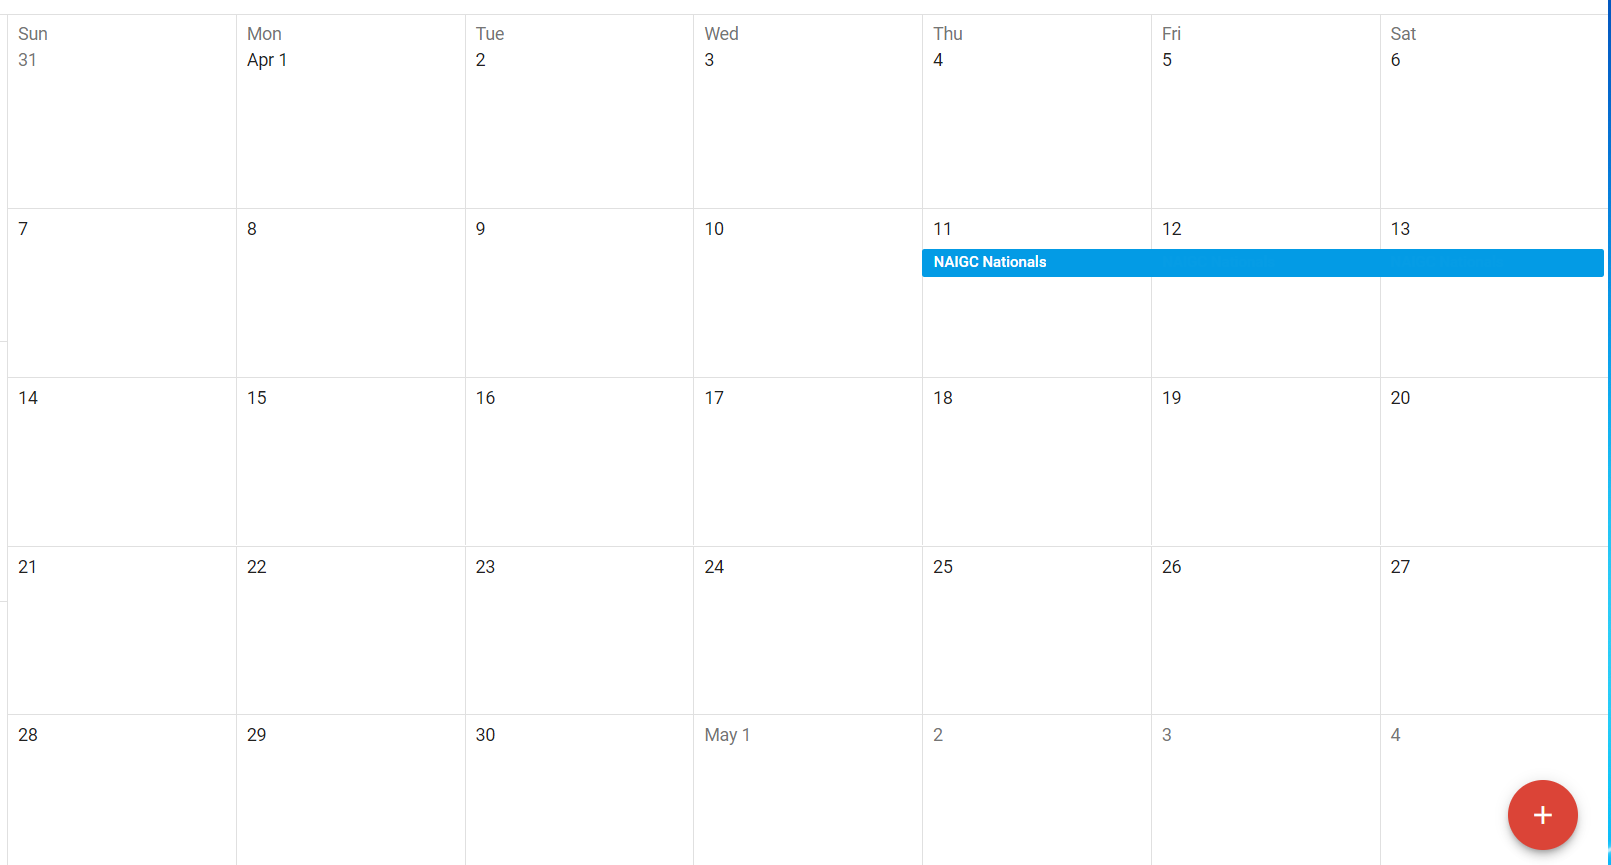 Sun Mon Tue Wed Thu Fri Sat
31 Apr 1 2 3 4 5 6
7 8 9 10 11 12 13
NAIGC Nationals
14 15 16 17 18 19 20
21 22 23 24 25 26 27
28 29 30 May 1 2 3 4
+